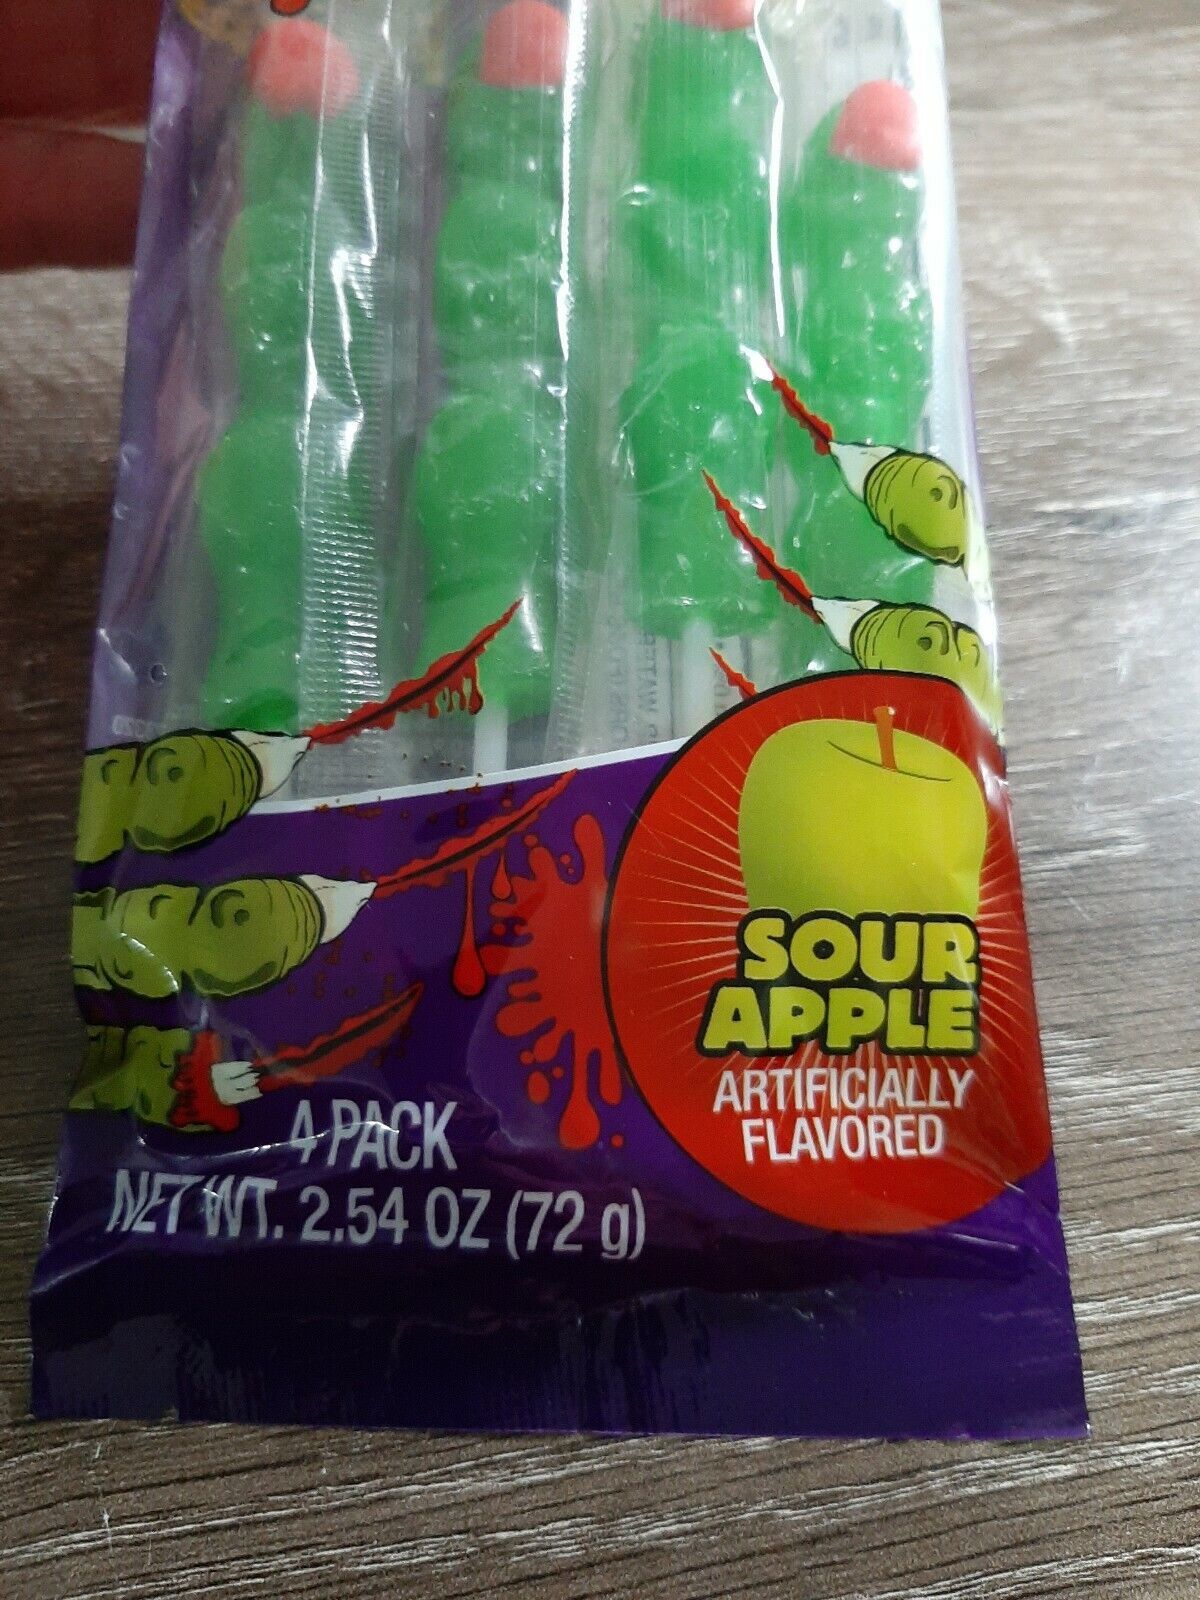 SOUR
APPLE
ARTIFICIALLY
FLAVORED
4 PACK
NET WT. 2.54 OZ (72 g)